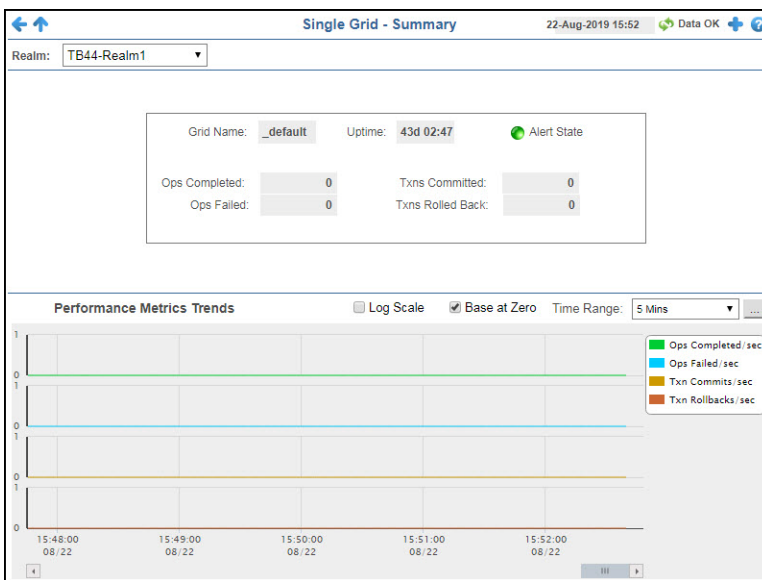 Single Grid - Summary 22-Aug-2019 15:52 Data OK
Realm: TB44-Realm1
Grid Name: _default Uptime: 43d 02:47 Alert State
Ops Completed: 0 Txns Committed: 0
Ops Failed: 0 Txns Rolled Back: 0
Performance Metrics Trends Log Scale Base at Zero Time Range: 5 Mins ...
1
0
1
0
1
0
1
0
Ops Completed/sec
Ops Failed/sec
Txn Commits/sec
Txn Rollbacks/sec
15:48:00 15:49:00 15:50:00 15:51:00 15:52:00
08/22 08/22 08/22 08/22 08/22